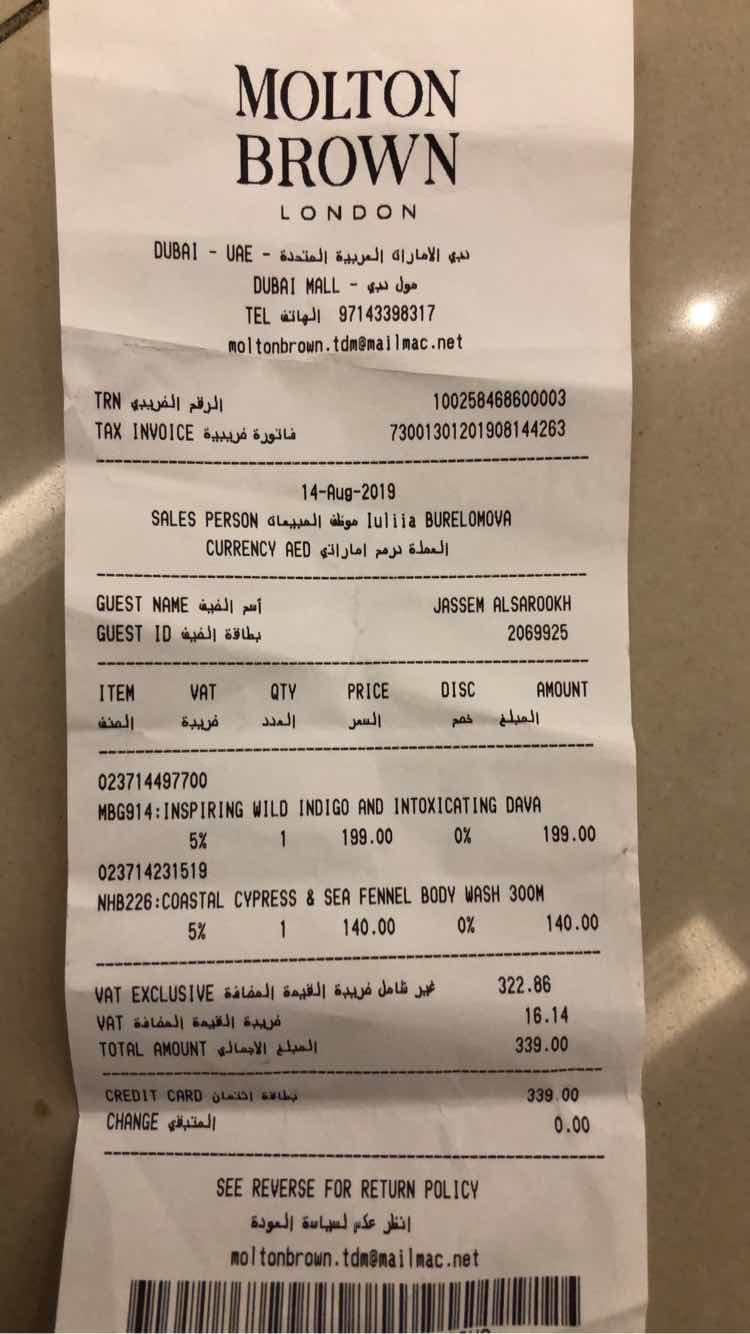 MOLTON
BROWN
LONDON
DUBAI - UAE - دبي الامارات العربية المتحدة
DUBAI MALL - مول دبي
TEL الهاتف 97143398317
moltonbrown.tdm@mailmac.net
TRN الرقم الضريبي 100258468600003
TAX INVOICE فاتورة ضريبية 73001301201908144263
14-Aug-2019
SALES PERSON موظف المبيعات Iuliia BURELOMOVA
CURRENCY AED العملة درهم اماراتي
GUEST NAME أسم الضيف JASSEM ALSAROOKH
GUEST ID بطاقة الضيف 2069925
ITEM VAT QTY PRICE DISC AMOUNT
الصنف ضريبة العدد السعر خصم المبلغ
023714497700
MBG914:INSPIRING WILD INDIGO AND INTOXICATING DAVA
5% 1 199.00 0% 199.00
023714231519
NHB226:COASTAL CYPRESS & SEA FENNEL BODY WASH 300M
5% 1 140.00 0% 140.00
VAT EXCLUSIVE غير شامل ضريبة القيمة المضافة 322.86
VAT ضريبة القيمة المضافة 16.14
TOTAL AMOUNT المبلغ الاجمالي 339.00
CREDIT CARD بطاقة إئتمان 339.00
CHANGE المتبقي 0.00
SEE REVERSE FOR RETURN POLICY
انظر عكس لسياسة العودة
moltonbrown.tdm@mailmac.net